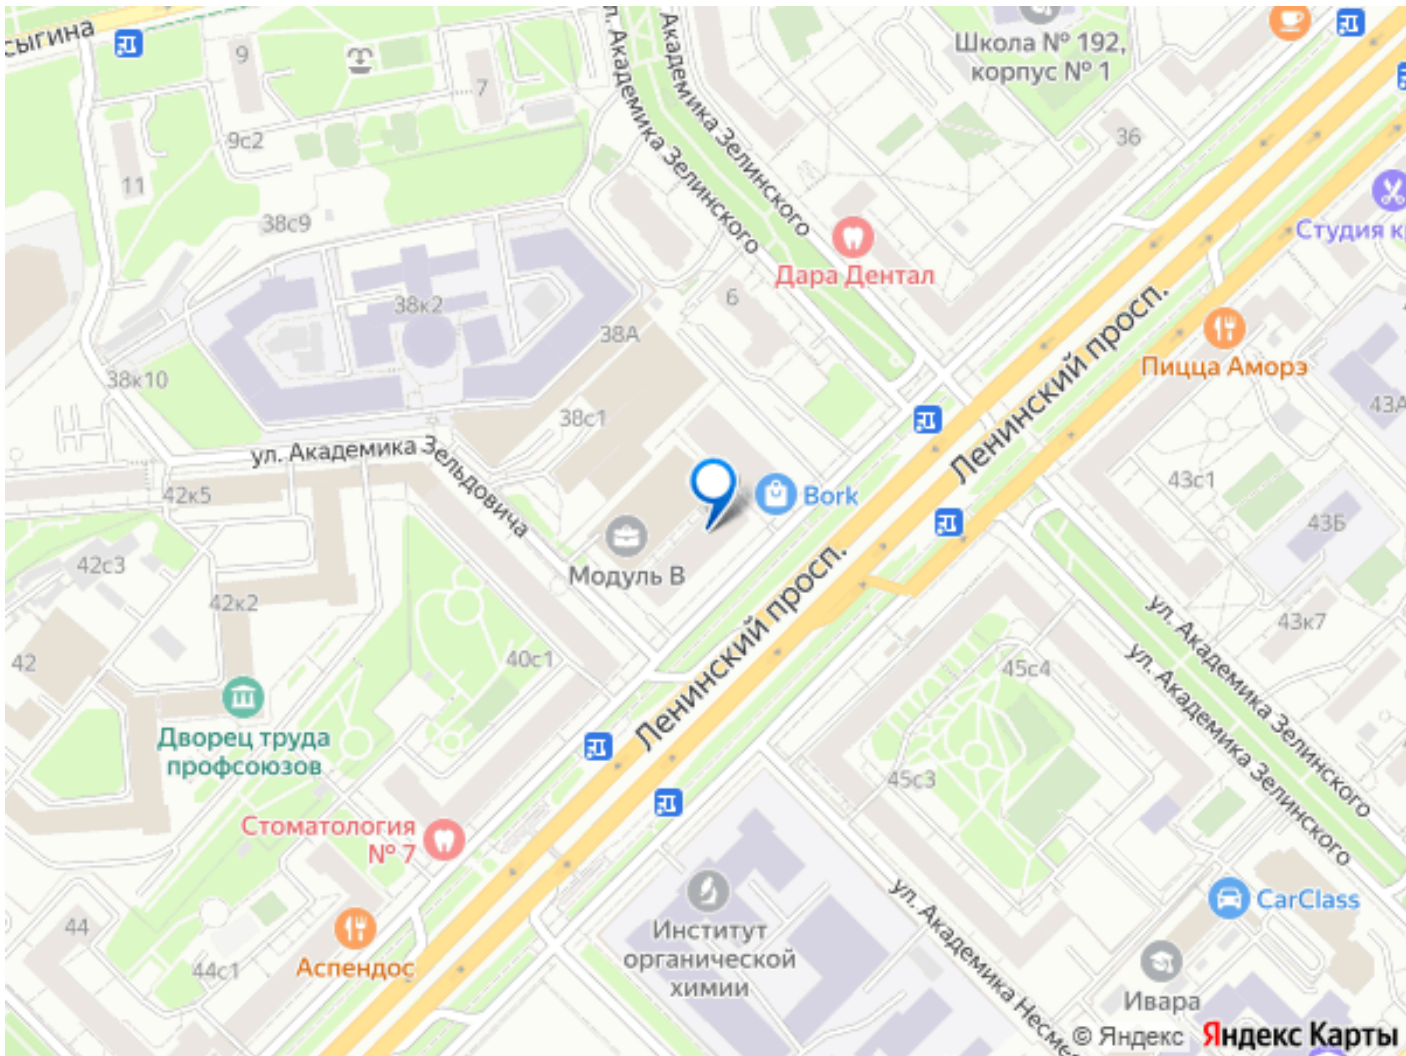 сыгина
9
7
9с2
11
38с9
ул. Академика Зелинского
Академика Зелинского
Школа № 192,
корпус № 1
36
Дара Дентал
Студия к
6
38к2
38А
38к10
38с1
Ленинский просп.
Пицца Аморэ
43А
ул. Академика Зельдовича
Bork
43с1
42к5
43Б
Модуль В
42с3
42к2
42
40с1
45с4
43к7
ул. Академика Зелинского
ул. Академика Зелинского
Ленинский просп.
Дворец труда
профсоюзов
45с3
Стоматология
№ 7
ул. Академика Несме
CarClass
44
Аспендос
44с1
Институт
органической
химии
Ивара
© Яндекс Яндекс Карты